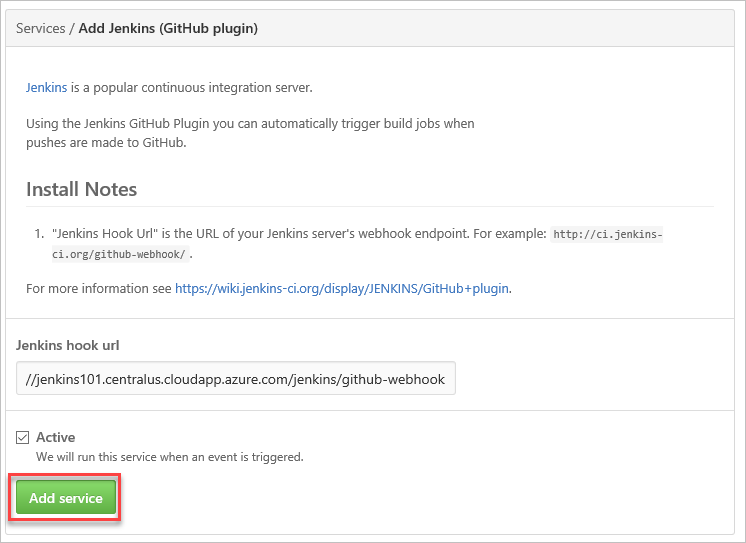 Services / Add Jenkins (GitHub plugin)
Jenkins is a popular continuous integration server.
Using the Jenkins GitHub Plugin you can automatically trigger build jobs when
pushes are made to GitHub.
Install Notes
1. "Jenkins Hook Url" is the URL of your Jenkins server's webhook endpoint. For example: http://ci.jenkins-
ci.org/github-webhook/ .
For more information see https://wiki.jenkins-ci.org/display/JENKINS/GitHub+plugin.
Jenkins hook url
//jenkins101.centralus.cloudapp.azure.com/jenkins/github-webhook
Active
We will run this service when an event is triggered.
Add service